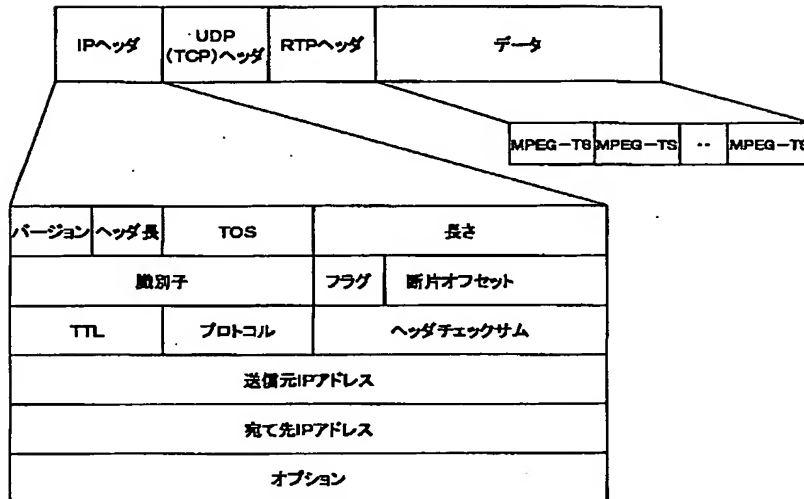 IPヘッダ
UDP
(TCP)ヘッダ
RTPヘッダ
データ
MPEG-TS
MPEG-TS
--
MPEG-TS
バージョン
ヘッダ長
TOS
長さ
識別子
フラグ
断片オフセット
TTL
プロトコル
ヘッダチェックサム
送信元IPアドレス
宛て先IPアドレス
オプション